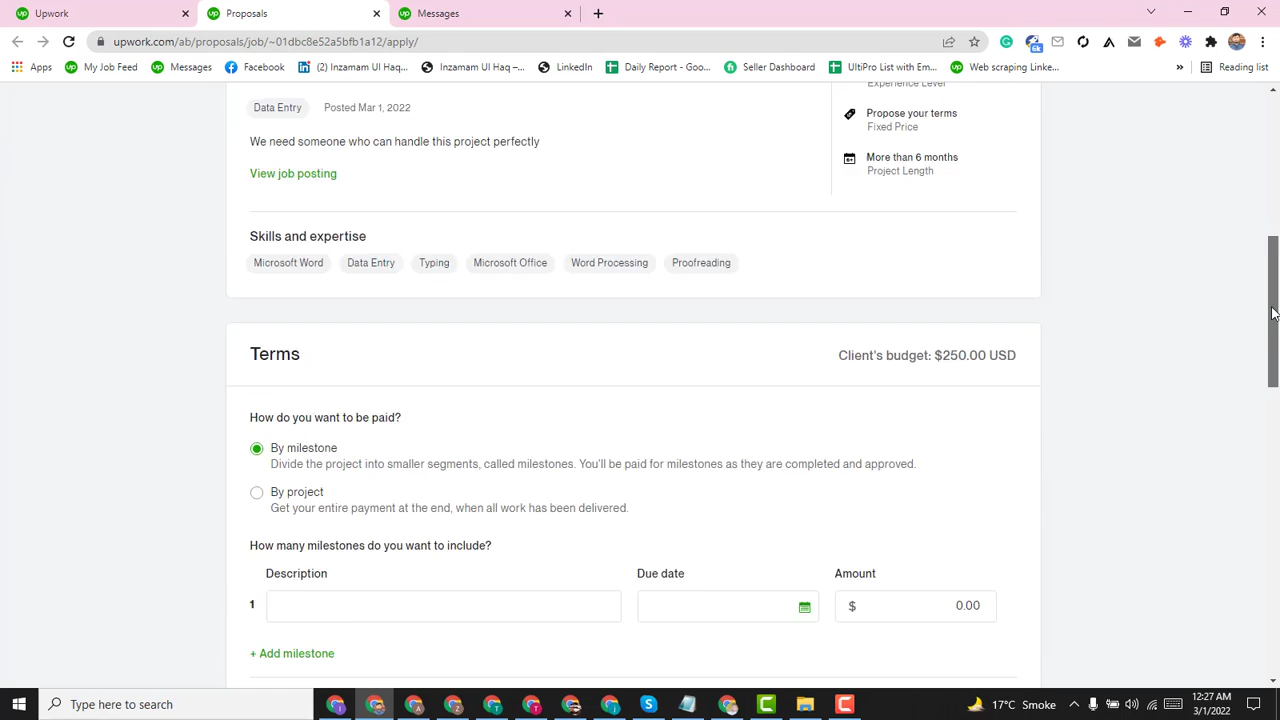 Upwork
Proposals
Messages
upwork.com/ab/proposals/job/~01dbc8e52a5bfb1a12/apply/
6k
Apps
My Job Feed
Messages
Facebook
(2) Inzamam Ul Haq...
Inzamam Ul Haq –...
LinkedIn
Daily Report - Goo...
Seller Dashboard
UltiPro List with Em...
Web scraping Linke...
»
Reading list
Data Entry
Posted Mar 1, 2022
We need someone who can handle this project perfectly
View job posting
Experience Level
Propose your terms
Fixed Price
More than 6 months
Project Length
Skills and expertise
Microsoft Word
Data Entry
Typing
Microsoft Office
Word Processing
Proofreading
Terms
Client's budget: $250.00 USD
How do you want to be paid?
By milestone
Divide the project into smaller segments, called milestones. You'll be paid for milestones as they are completed and approved.
By project
Get your entire payment at the end, when all work has been delivered.
How many milestones do you want to include?
Description
Due date
Amount
1
$ 0.00
+ Add milestone
Type here to search
17°C Smoke
12:27 AM
3/1/2022